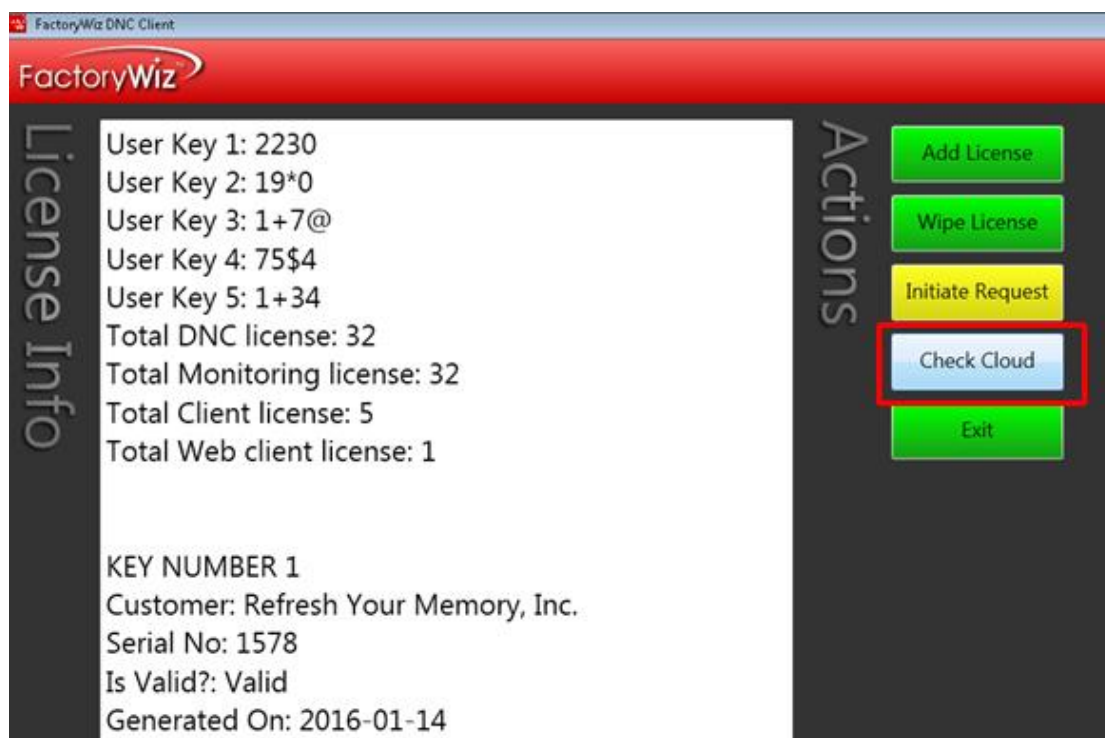 FactoryWiz DNC Client
FactoryWiz™
License Info
User Key 1: 2230
User Key 2: 19*0
User Key 3: 1+7@
User Key 4: 75$4
User Key 5: 1+34
Total DNC license: 32
Total Monitoring license: 32
Total Client license: 5
Total Web client license: 1
KEY NUMBER 1
Customer: Refresh Your Memory, Inc.
Serial No: 1578
Is Valid?: Valid
Generated On: 2016-01-14
Actions
Add License
Wipe License
Initiate Request
Check Cloud
Exit